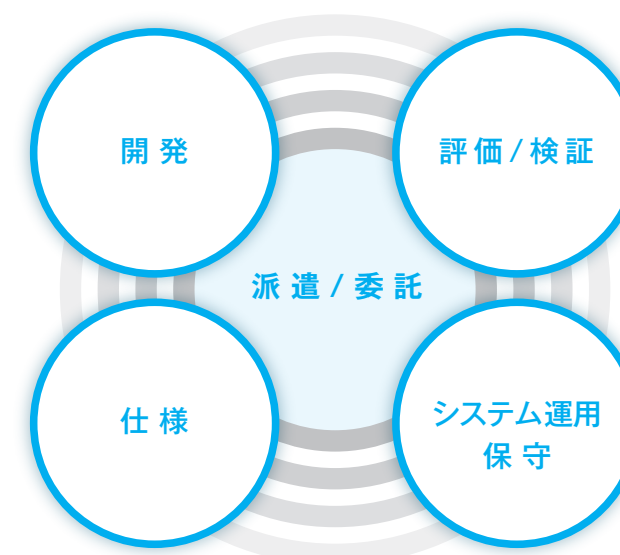 開発
評価/検証
派遣/委託
仕様
システム運用
保守